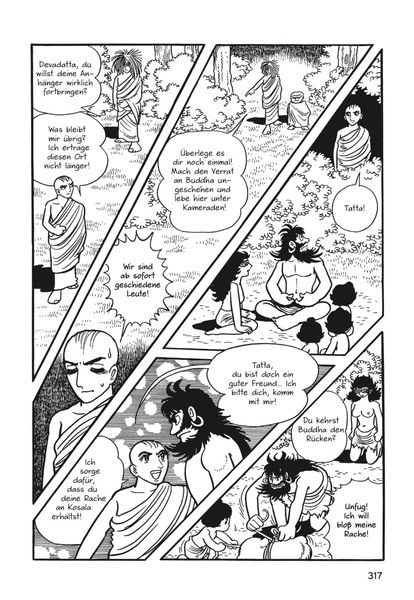 Devadatta, du
willst deine An-
hänger wirklich
fortbringen?
Was bleibt
mir übrig?
Ich ertrage
diesen Ort
nicht länger!
Überlege es
dir noch einmal!
Mach den Verrat
an Buddha un-
geschehen und
lebe hier unter
Kameraden!
Wir sind
ab sofort
geschiedene
Leute!
Tatta!
Tatta,
du bist doch ein
guter Freund... Ich
bitte dich, komm
mit mir!
Ich
sorge
dafür,
dass du
deine Rache
an Kosala
erhältst!
Du kehrst
Buddha den
Rücken?
Unfug!
Ich will
bloß meine
Rache!
317